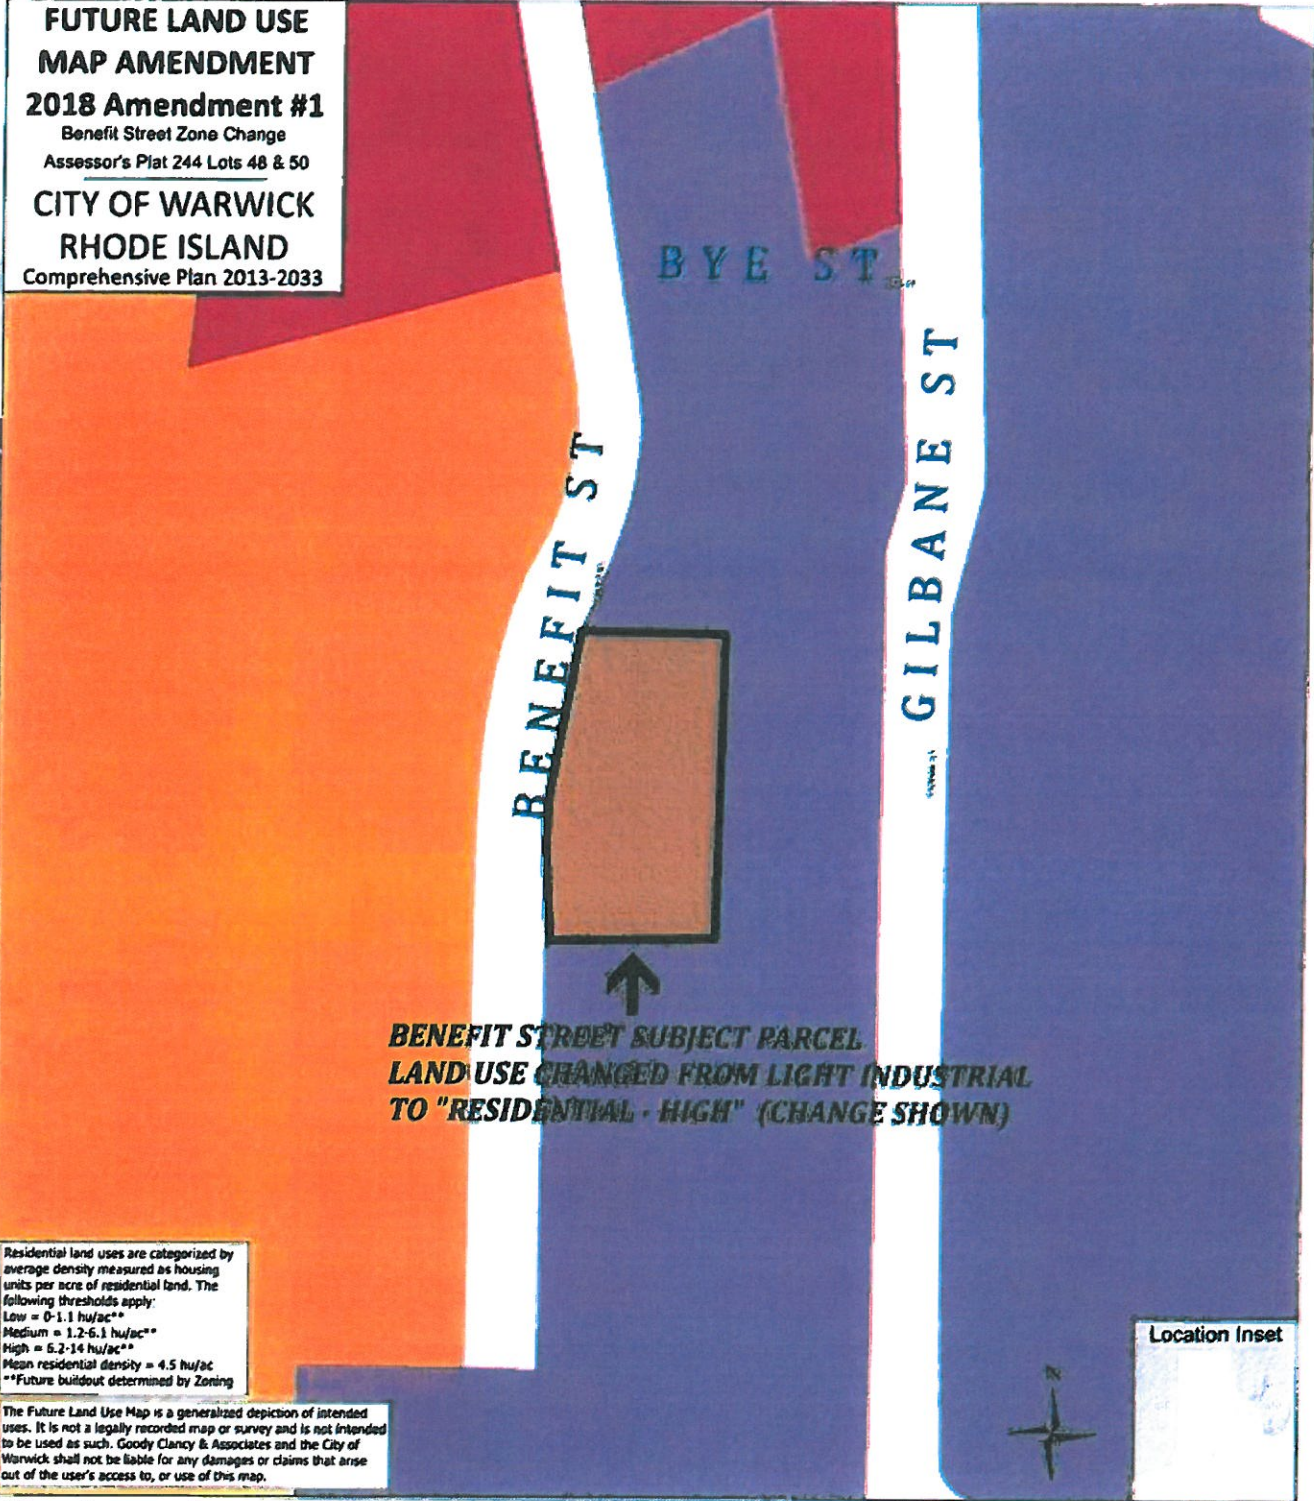 FUTURE LAND USE
MAP AMENDMENT
2018 Amendment #1
Benefit Street Zone Change
Assessor's Plat 244 Lots 48 & 50
CITY OF WARWICK
RHODE ISLAND
Comprehensive Plan 2013-2033
BYE ST
GILBANE ST
BENEFIT ST
BENEFIT STREET SUBJECT PARCEL
LAND USE CHANGED FROM LIGHT INDUSTRIAL
TO "RESIDENTIAL - HIGH" (CHANGE SHOWN)
Residential land uses are categorized by
average density measured as housing
units per acre of residential land. The
following thresholds apply:
Low = 0-1.1 hu/ac**
Medium = 1.2-6.1 hu/ac**
High = 6.2-14 hu/ac**
Mean residential density = 4.5 hu/ac
**Future buildout determined by Zoning
The Future Land Use Map is a generalized depiction of intended
uses. It is not a legally recorded map or survey and is not intended
to be used as such. Goody Clancy & Associates and the City of
Warwick shall not be liable for any damages or claims that arise
out of the user's access to, or use of this map.
Location Inset
N